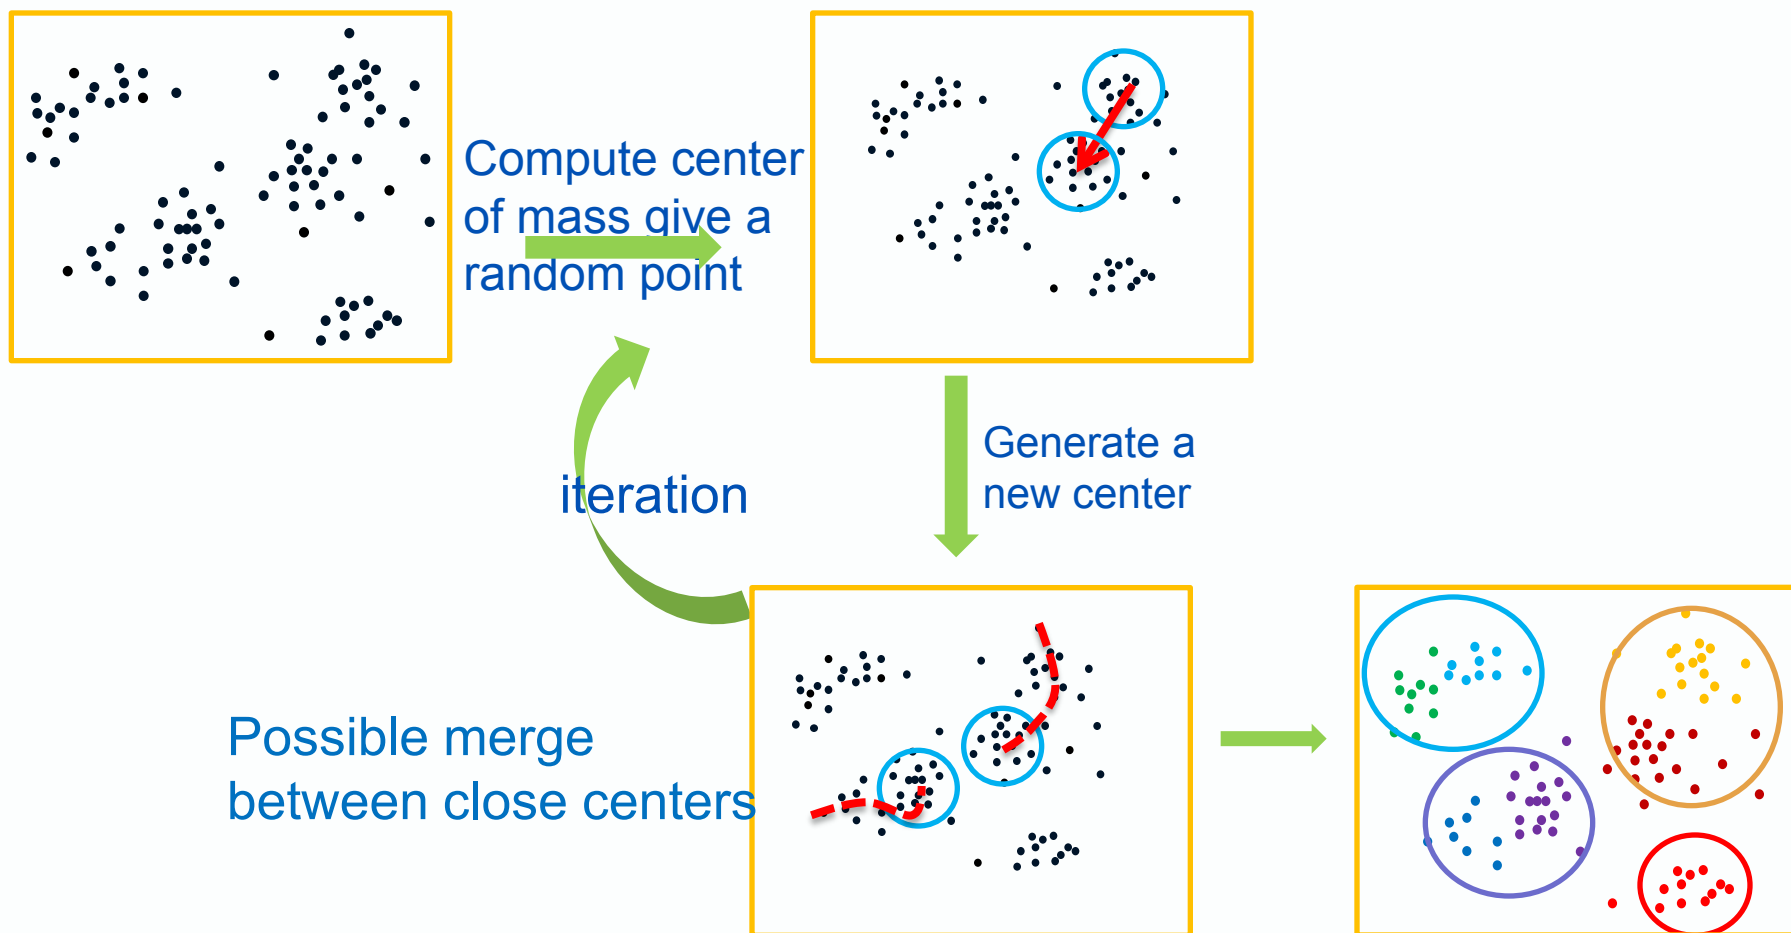 Compute center
of mass give a
random point
Generate a
new center
iteration
Possible merge
between close centers